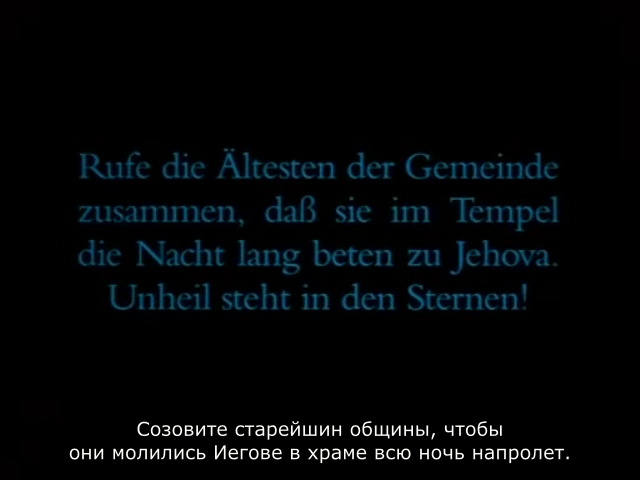 Rufe die Ältesten der Gemeinde
zusammen, daß sie im Tempel
die Nacht lang beten zu Jehova.
Unheil steht in den Sternen!
Созовите старейшин общины, чтобы
они молились Иегове в храме всю ночь напролет.